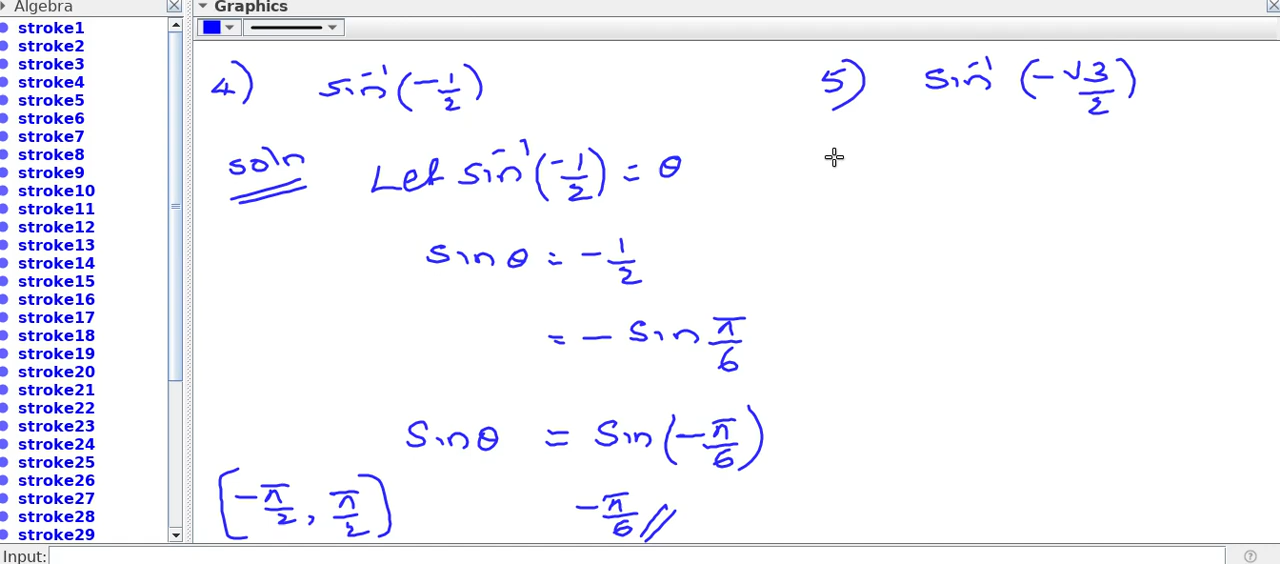 Algebra
Graphics
stroke1
stroke2
stroke3
stroke4
stroke5
stroke6
stroke7
stroke8
stroke9
stroke10
stroke11
stroke12
stroke13
stroke14
stroke15
stroke16
stroke17
stroke18
stroke19
stroke20
stroke21
stroke22
stroke23
stroke24
stroke25
stroke26
stroke27
stroke28
stroke29
4) sin⁻¹(-1/2)
soln Let sin⁻¹(-1/2) = θ
sin θ = -1/2
= - sin π/6
Sinθ = Sin(-π/6)
[-π/2, π/2] -π/6 //
5) sin⁻¹(-√3/2)
Input: